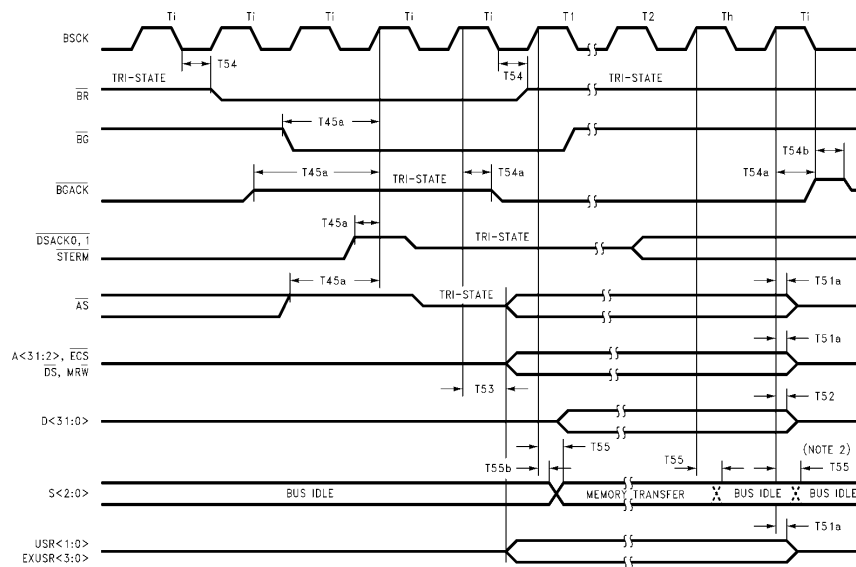 Ti Ti Ti Ti Ti T1 T2 Th Ti
BSCK
T54 T54
TRI-STATE TRI-STATE
BR
T45a
BG
T54b
T45a TRI-STATE T54a T54a
BGACK
T45a
DSACK0, 1
STERM
TRI-STATE
T45a T51a
TRI-STATE
AS
T51a
A<31:2>, ECS
DS, MRW
T53 T52
D<31:0>
(NOTE 2)
T55b T55 T55 T55
S<2:0> BUS IDLE MEMORY TRANSFER BUS IDLE BUS IDLE
T51a
USR<1:0>
EXUSR<3:0>